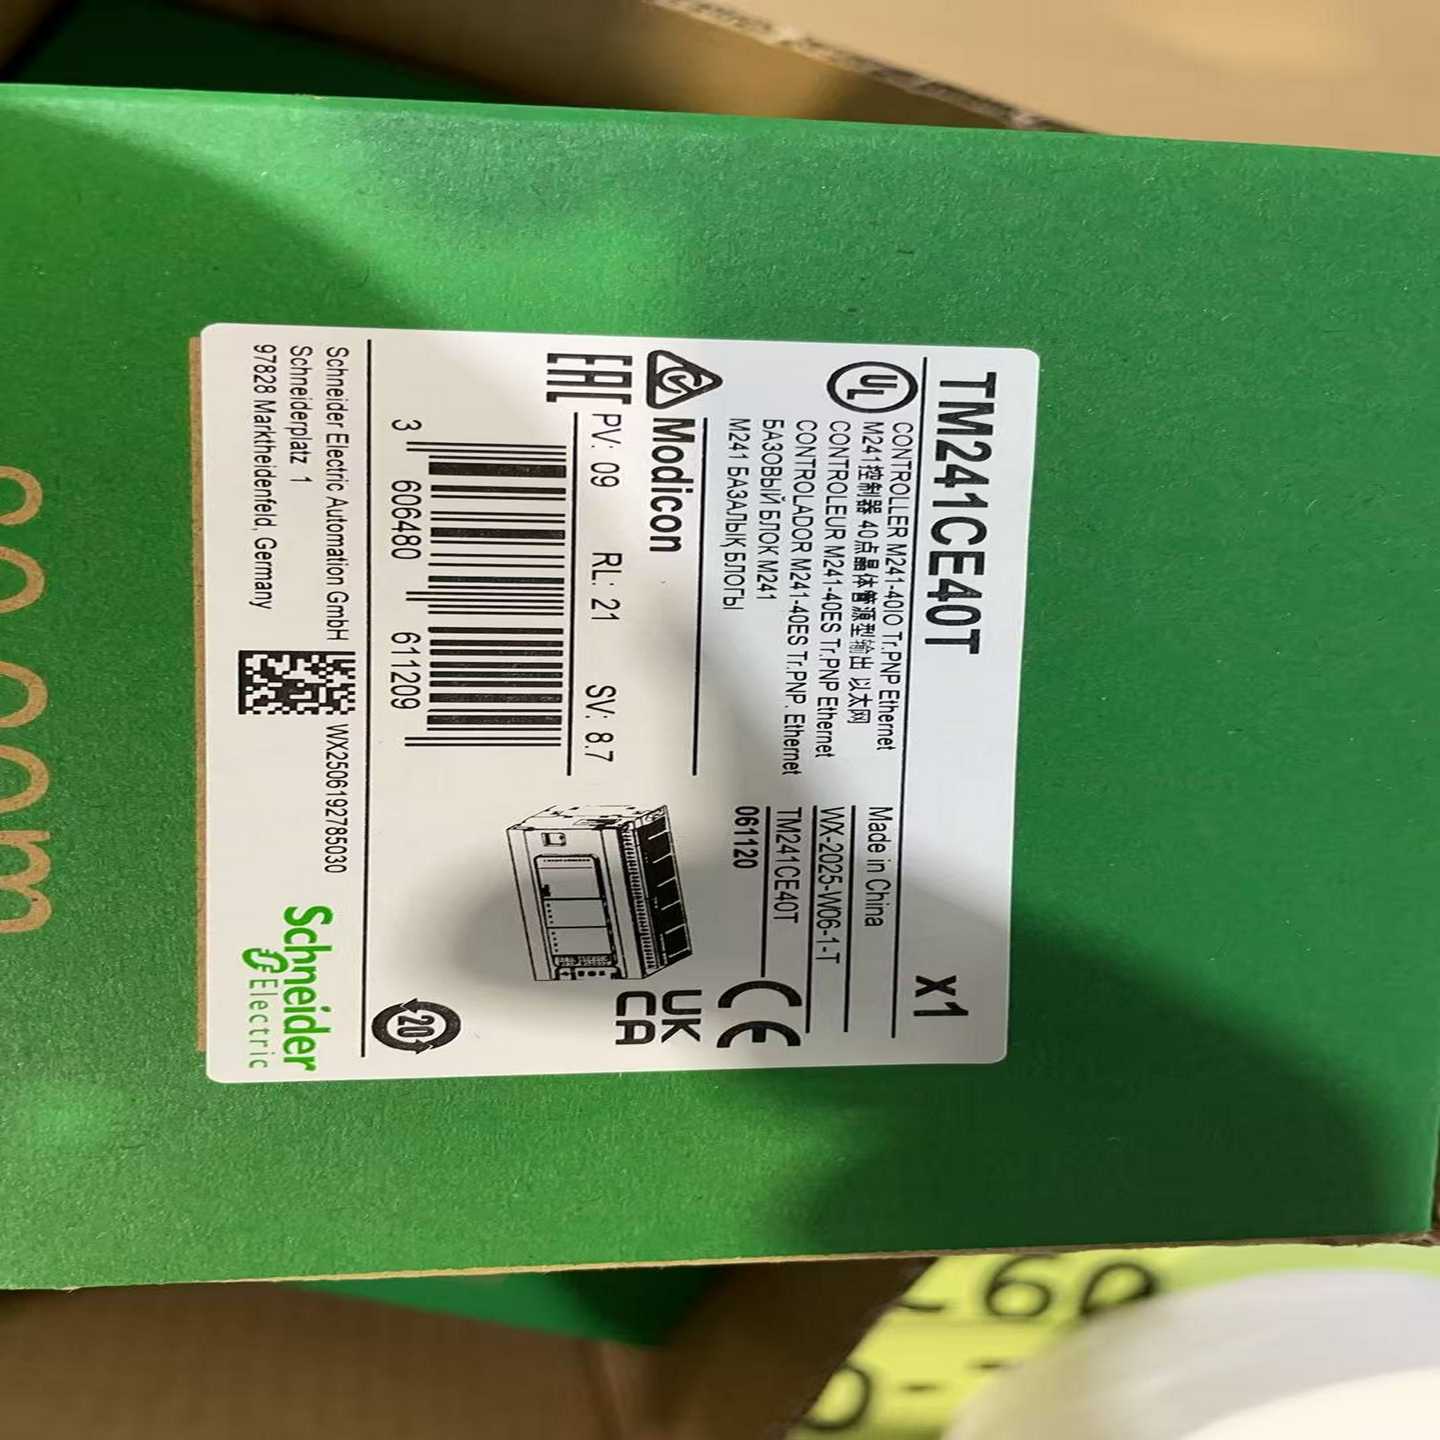 TM241CE40T
x1
CONTROLLER M241-40IO Tr.PNP Ethernet
M241控制器 40点晶体管源型输出 以太网
CONTROLEUR M241-40ES Tr.PNP Ethernet
CONTROLADOR M241-40ES Tr.PNP. Ethernet
БАЗОВЫЙ БЛОК M241
M241 БАЗАЛЫҚ БЛОГЫ
UL
Made in China
WX-2025-W06-1-T
TM241CE40T
061120
CE
UK
CA
Modicon
EAC
PV: 09 RL: 21 SV: 8.7
3 606480 611209
20
Schneider Electric Automation GmbH
Schneiderplatz 1
97828 Marktheidenfeld, Germany
WX2506192785030
Schneider
Electric